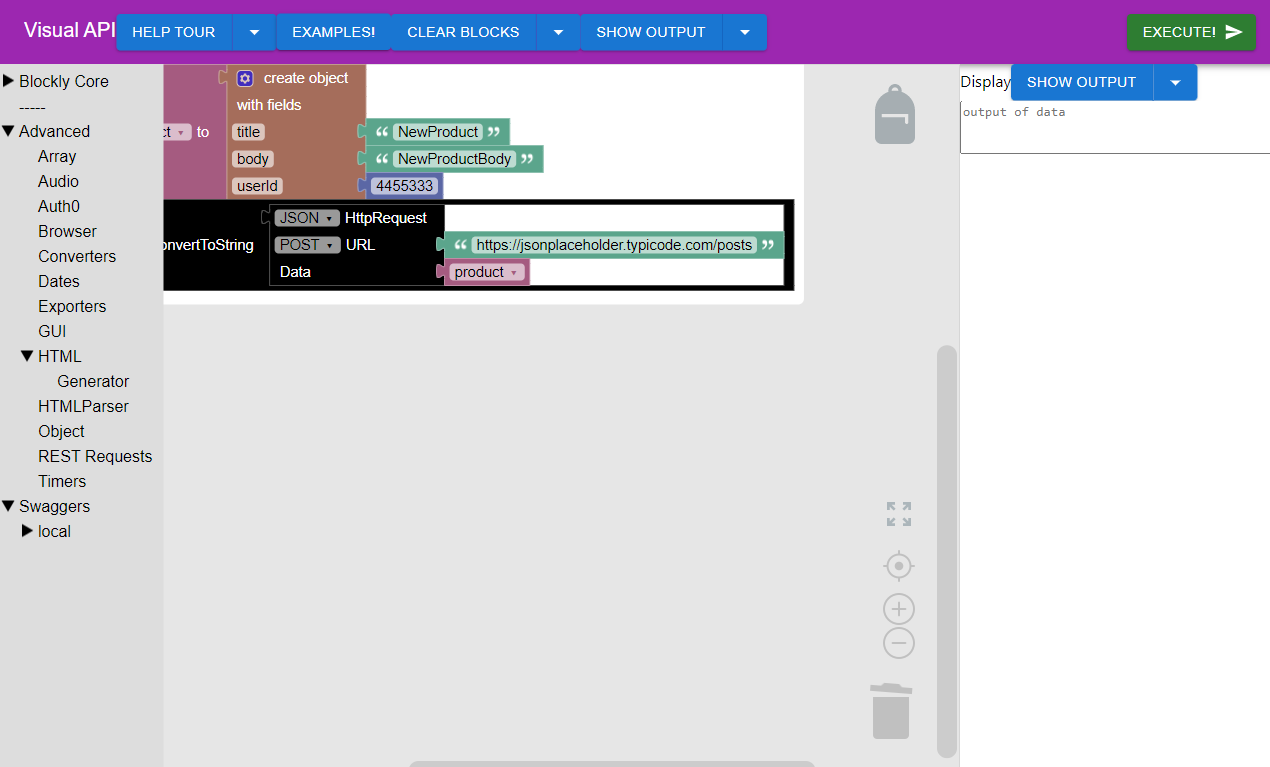 Visual API
HELP TOUR
EXAMPLES!
CLEAR BLOCKS
SHOW OUTPUT
EXECUTE!
Blockly Core
-----
Advanced
Array
Audio
Auth0
Browser
Converters
Dates
Exporters
GUI
HTML
Generator
HTMLParser
Object
REST Requests
Timers
Swaggers
local
create object
with fields
ct to
title
“ NewProduct ”
body
“ NewProductBody ”
userId
4455333
JSON HttpRequest
onvertToString
POST URL
“ https://jsonplaceholder.typicode.com/posts ”
Data
product
Display
SHOW OUTPUT
output of data